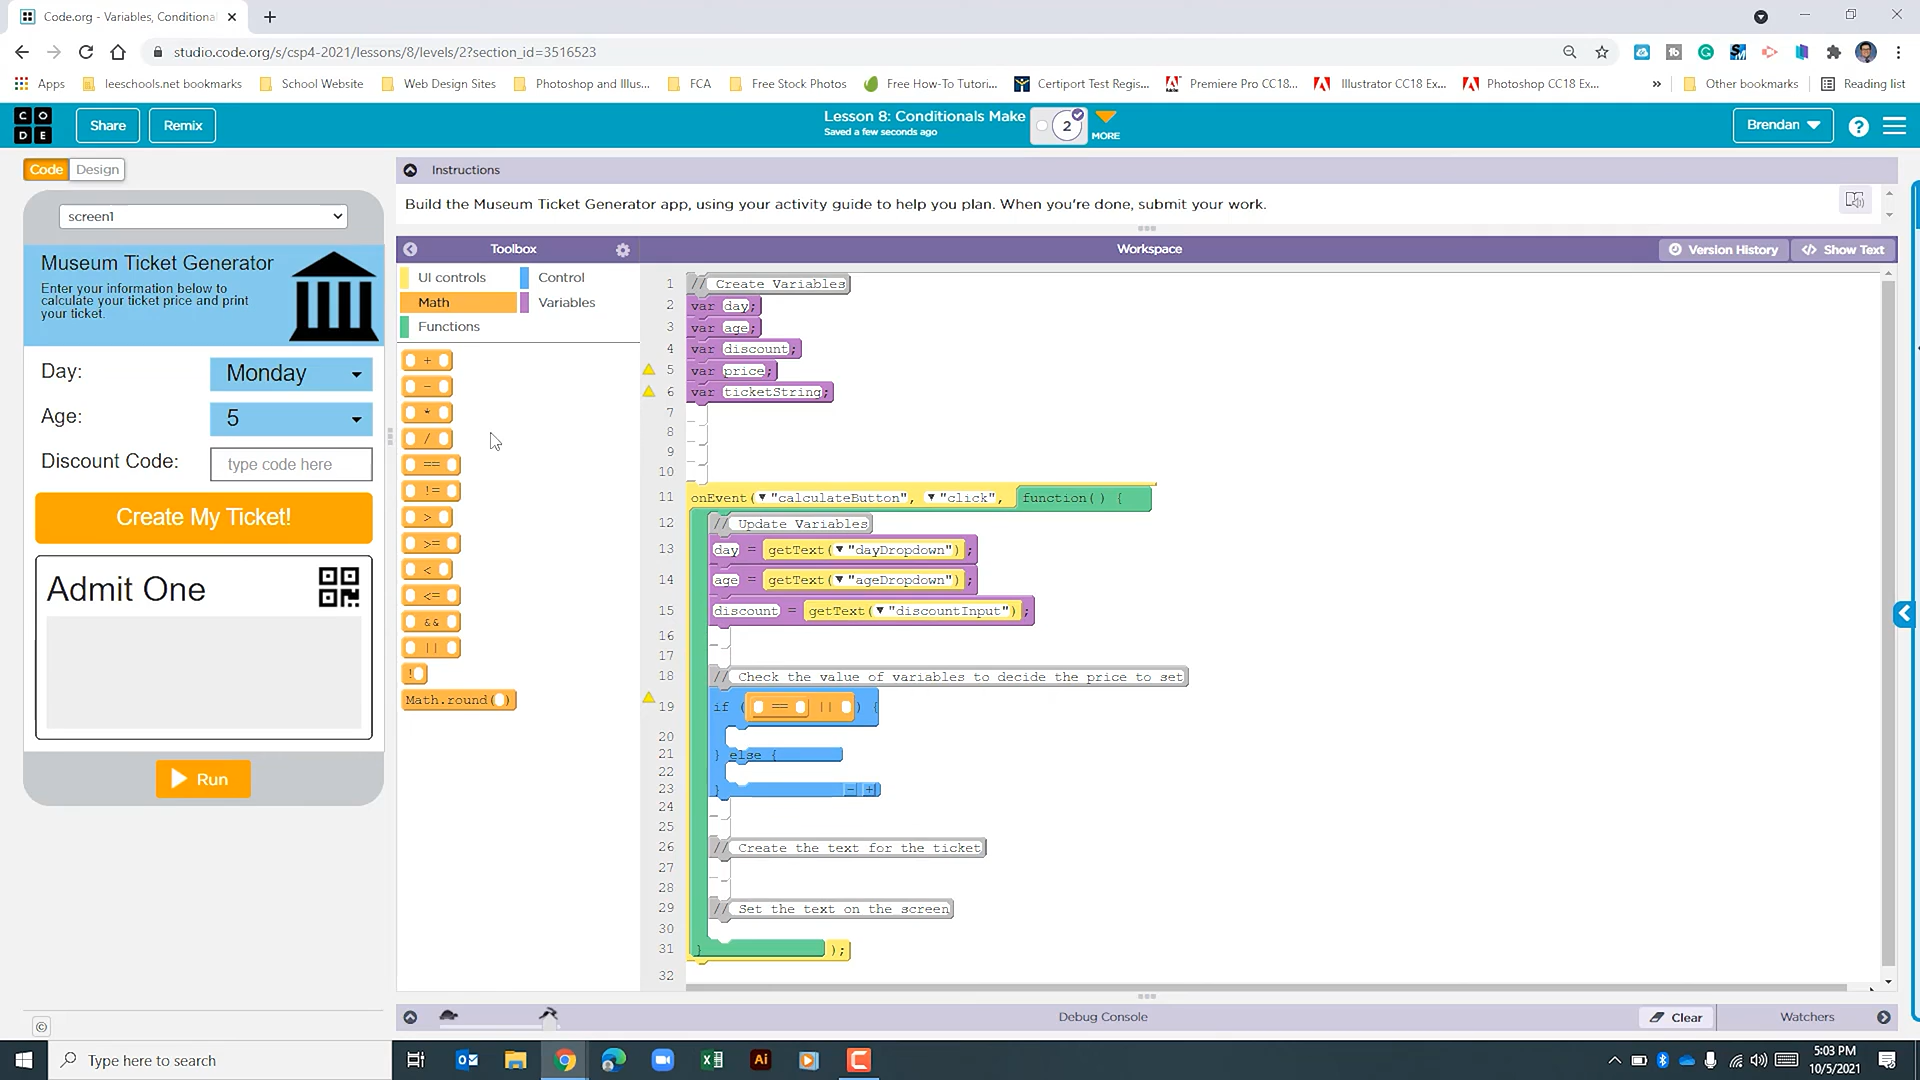 Code.org - Variables, Conditiona
studio.code.org/s/csp4-2021/lessons/8/levels/2?section_id=3516523
Apps
leeschools.net bookmarks
School Website
Web Design Sites
Photoshop and Illus...
FCA
Free Stock Photos
Free How-To Tutori...
Certiport Test Regis...
Premiere Pro CC18...
Illustrator CC18 Ex...
Photoshop CC18 Ex...
»
Other bookmarks
Reading list
C O
D E
Share
Remix
Lesson 8: Conditionals Make
Saved a few seconds ago
2
MORE
Brendan
?
Code
Design
Instructions
Build the Museum Ticket Generator app, using your activity guide to help you plan. When you're done, submit your work.
screen1
Museum Ticket Generator
Enter your information below to
calculate your ticket price and print
your ticket.
Day:
Monday
Age:
5
Discount Code:
type code here
Create My Ticket!
Admit One
Run
©
Toolbox
Workspace
Version History
</> Show Text
UI controls
Control
Math
Variables
Functions
+
-
*
/
==
!=
>
>=
<
<=
&&
||
!
Math.round( )
1 // Create Variables
2 var day;
3 var age;
4 var discount;
5 var price;
6 var ticketString;
7
8
9
10
11 onEvent( "calculateButton", "click", function( ) {
12 // Update Variables
13 day = getText( "dayDropdown") ;
14 age = getText( "ageDropdown") ;
15 discount = getText( "discountInput") ;
16
17
18 // Check the value of variables to decide the price to set
19 if ( == || ) {
20
21 } else {
22
23 } - +
24
25
26 // Create the text for the ticket
27
28
29 // Set the text on the screen
30
31 } );
32
Debug Console
Clear
Watchers
Type here to search
Ai
5:03 PM
10/5/2021